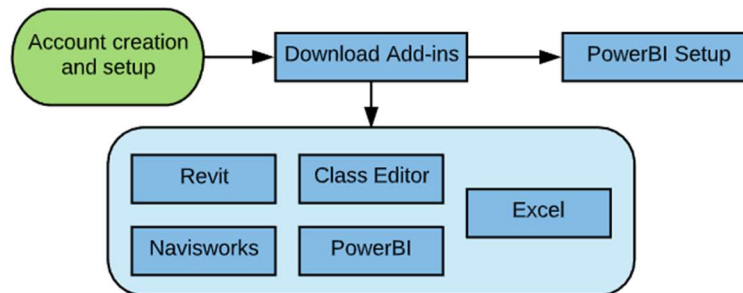 Account creation
and setup
Download Add-ins
PowerBI Setup
Revit
Class Editor
Excel
Navisworks
PowerBI